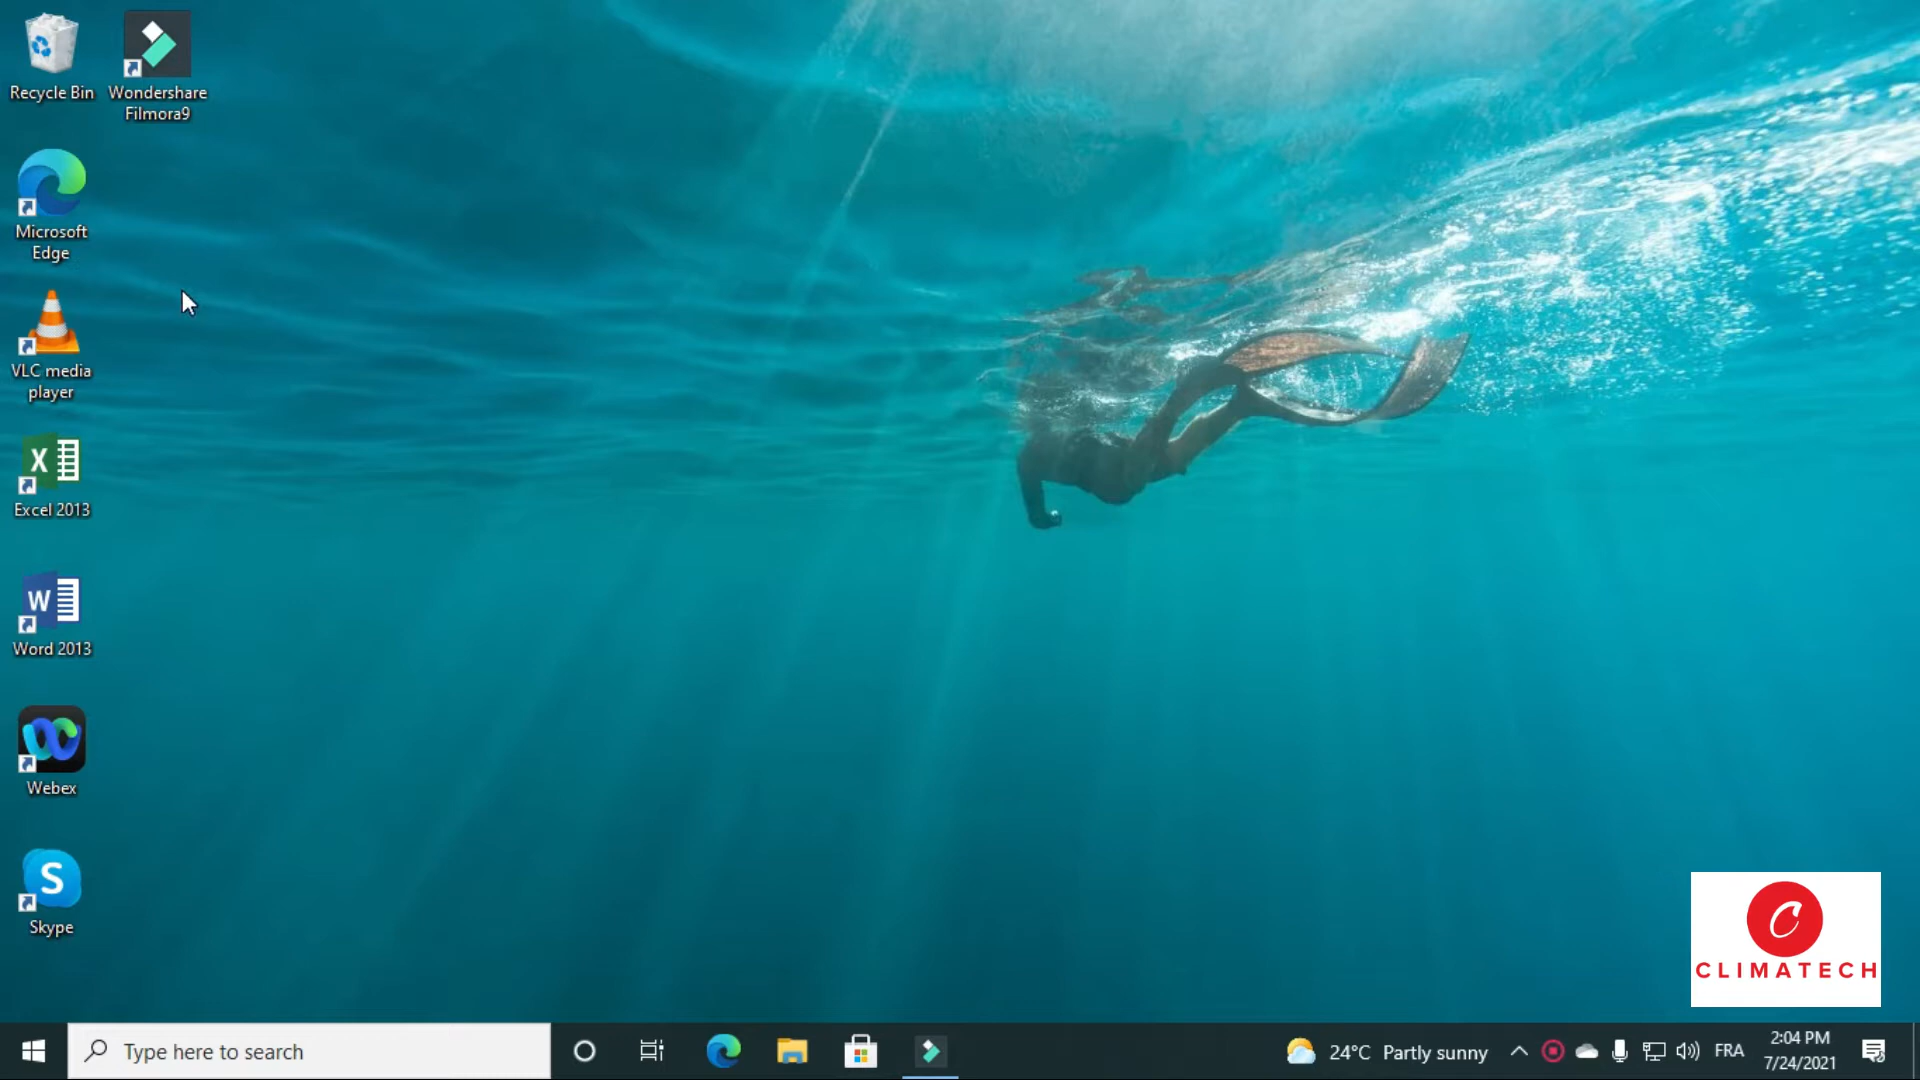 Recycle Bin
Wondershare
Filmora9
Microsoft
Edge
VLC media
player
X
Excel 2013
W
Word 2013
Webex
S
Skype
C
CLIMATECH
Type here to search
24°C Partly sunny
FRA
2:04 PM
7/24/2021